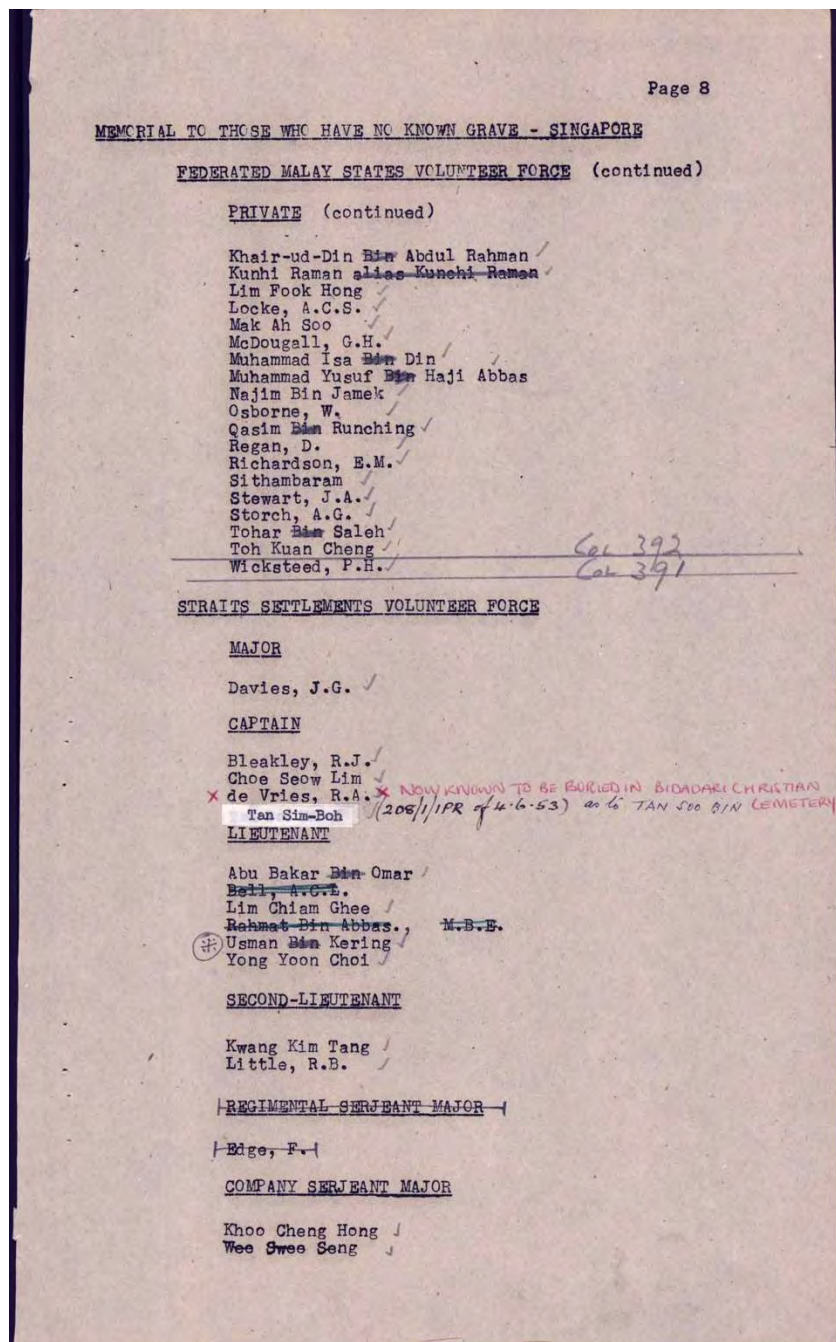 Page 8
MEMORIAL TO THOSE WHO HAVE NO KNOWN GRAVE - SINGAPORE
FEDERATED MALAY STATES VOLUNTEER FORCE (continued)
PRIVATE (continued)
Khair-ud-Din Bin Abdul Rahman ✓
Kunhi Raman alias Kunchi Raman ✓
Lim Fook Hong ✓
Locke, A.C.S. ✓
Mak Ah Soo ✓
McDougall, G.H. ✓
Muhammad Isa Bin Din ✓ ✓
Muhammad Yusuf Bin Haji Abbas
Najim Bin Jamek ✓
Osborne, W. ✓
Qasim Bin Runching ✓
Regan, D. ✓
Richardson, E.M. ✓
Sithambaram ✓
Stewart, J.A. ✓
Storch, A.G. ✓
Tohar Bin Saleh ✓
Toh Kuan Cheng ✓ Col 392
Wicksteed, P.H. ✓ Col 391
STRAITS SETTLEMENTS VOLUNTEER FORCE
MAJOR
Davies, J.G. ✓
CAPTAIN
Bleakley, R.J. ✓
Choe Seow Lim ✓
X de Vries, R.A. X NOW KNOWN TO BE BURIED IN BIDADARI CHRISTIAN CEMETERY
Tan Sim-Boh ✓ (208/1/1PR of 4.6.53) as to TAN SOO BIN
LIEUTENANT
Abu Bakar Bin Omar ✓
Bell, A.C.L.
Lim Chiam Ghee ✓
Rahmat Bin Abbas., M.B.E.
Usman Bin Kering ✓
Yong Yoon Choi ✓
SECOND-LIEUTENANT
Kwang Kim Tang ✓
Little, R.B. ✓
REGIMENTAL SERJEANT MAJOR
Edge, F.
COMPANY SERJEANT MAJOR
Khoo Cheng Hong ✓
Wee Swee Seng ✓